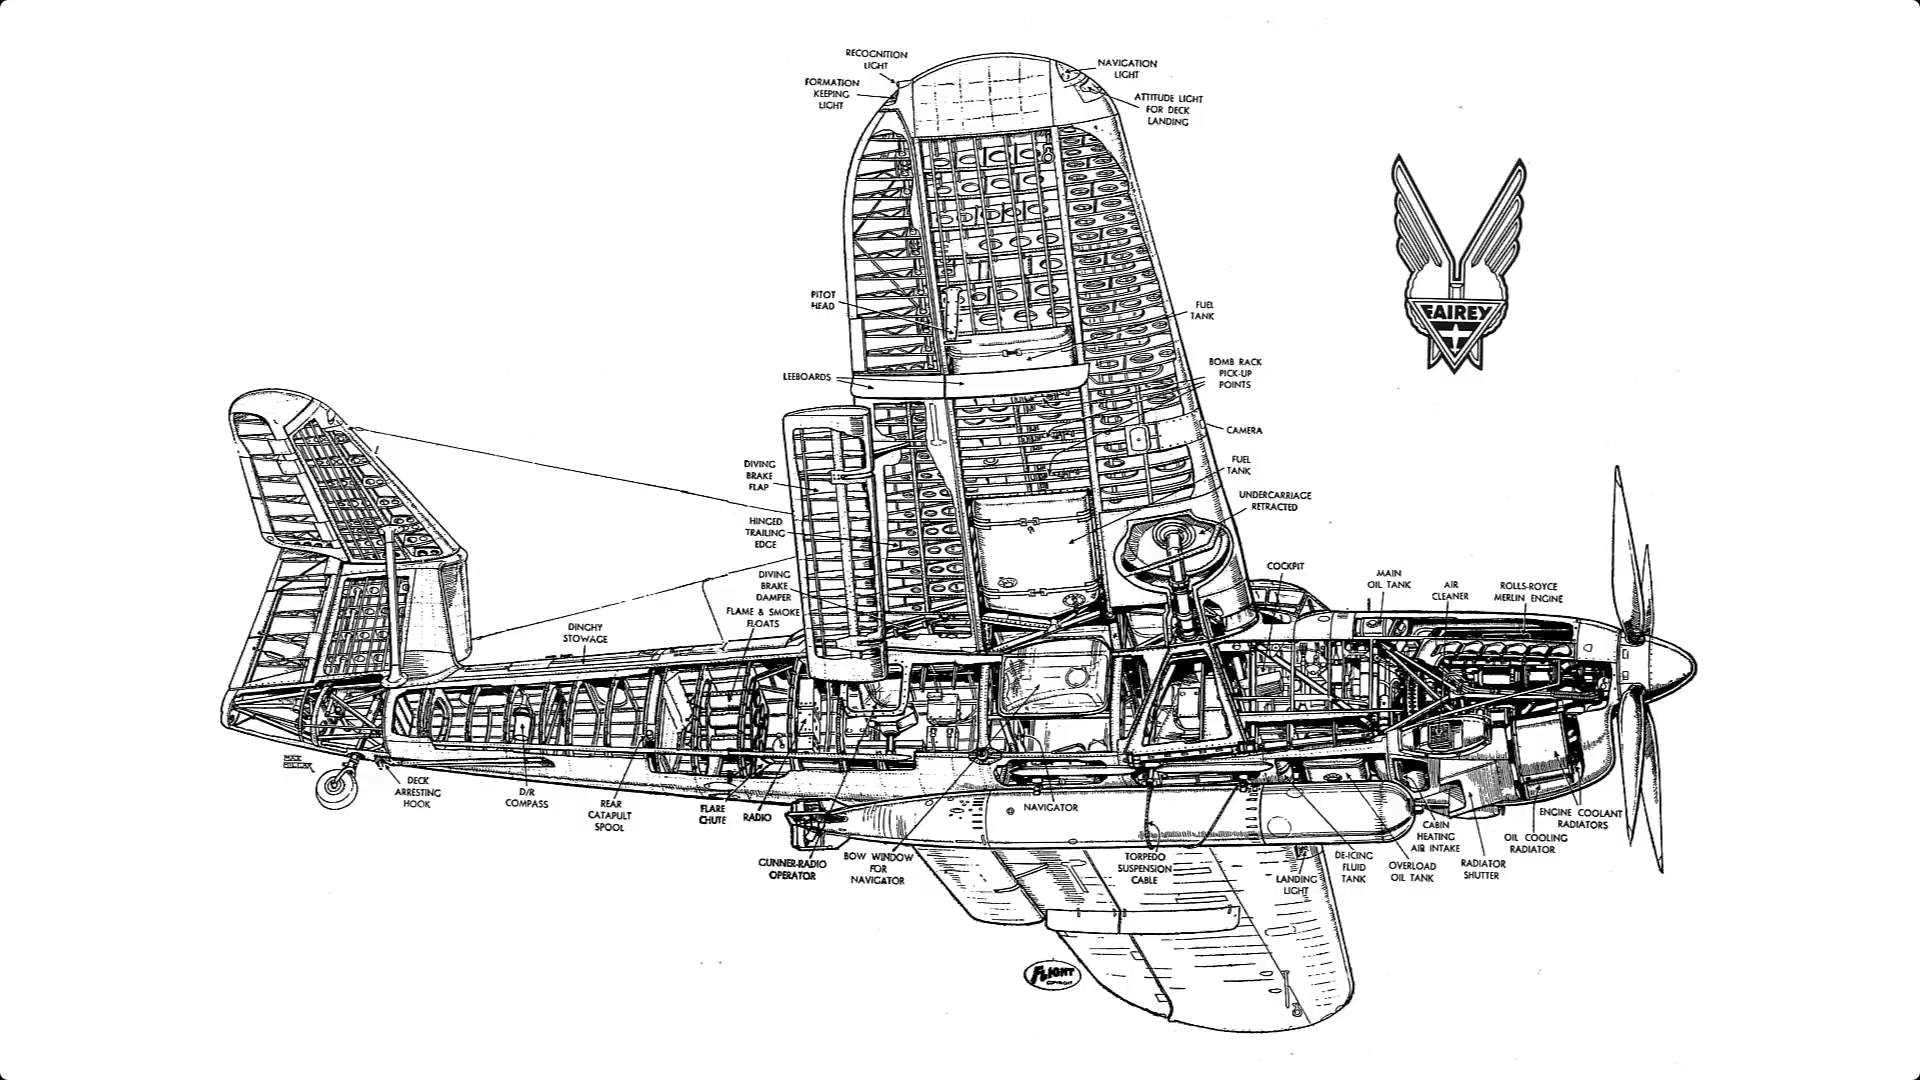 RECOGNITION
LIGHT
FORMATION
KEEPING
LIGHT
NAVIGATION
LIGHT
ATTITUDE LIGHT
FOR DECK
LANDING
FAIREY
PITOT
HEAD
FUEL
TANK
LEEBOARDS
BOMB RACK
PICK-UP
POINTS
CAMERA
FUEL
TANK
UNDERCARRIAGE
RETRACTED
DIVING
BRAKE
FLAP
HINGED
TRAILING
EDGE
DIVING
BRAKE
DAMPER
FLAME & SMOKE
FLOATS
DINGHY
STOWAGE
COCKPIT
MAIN
OIL TANK
AIR
CLEANER
ROLLS-ROYCE
MERLIN ENGINE
MAX
MILLAR
DECK
ARRESTING
HOOK
D/R
COMPASS
REAR
CATAPULT
SPOOL
FLARE
CHUTE
RADIO
GUNNER-RADIO
OPERATOR
BOW WINDOW
FOR
NAVIGATOR
NAVIGATOR
TORPEDO
SUSPENSION
CABLE
LANDING
LIGHT
DE-ICING
FLUID
TANK
OVERLOAD
OIL TANK
CABIN
HEATING
AIR INTAKE
RADIATOR
SHUTTER
OIL COOLING
RADIATOR
ENGINE COOLANT
RADIATORS
FLIGHT
COPYRIGHT